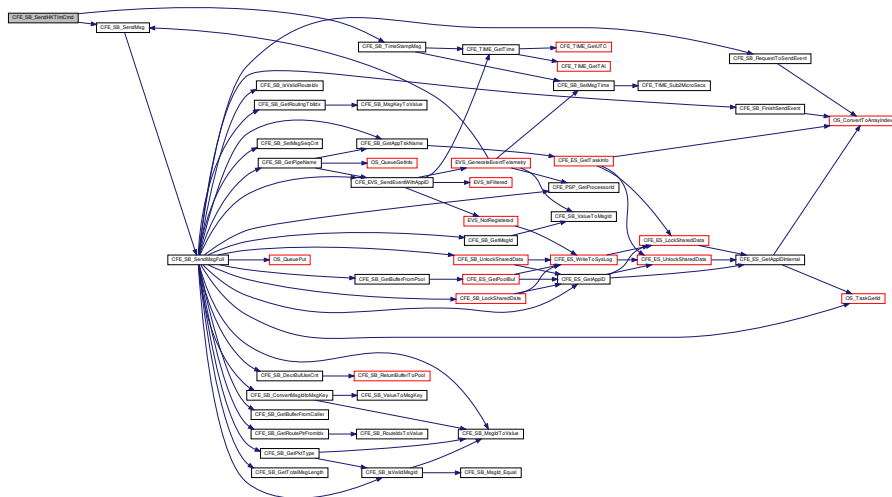 CFE_SB_SendHKTlmCmd
CFE_SB_SendMsg
CFE_SB_TimeStampMsg
CFE_TIME_GetTime
CFE_TIME_GetUTC
CFE_TIME_GetTAI
CFE_SB_RequestToSendEvent
CFE_SB_IsValidRouteIdx
CFE_SB_SetMsgTime
CFE_TIME_Sub2MicroSecs
CFE_SB_GetRoutingTblIdx
CFE_SB_MsgKeyToValue
CFE_SB_FinishSendEvent
OS_ConvertToArrayIndex
CFE_SB_SetMsgSeqCnt
CFE_SB_GetAppTskName
CFE_SB_GetPipeName
OS_QueueGetInfo
EVS_GenerateEventTelemetry
CFE_ES_GetTaskInfo
CFE_EVS_SendEventWithAppID
EVS_IsFiltered
CFE_PSP_GetProcessorId
EVS_NotRegistered
CFE_SB_ValueToMsgId
CFE_SB_GetMsgId
CFE_ES_LockSharedData
CFE_SB_SendMsgFull
OS_QueuePut
CFE_SB_UnlockSharedData
CFE_ES_WriteToSysLog
CFE_ES_UnlockSharedData
CFE_ES_GetAppIDInternal
CFE_SB_GetBufferFromPool
CFE_ES_GetPoolBuf
CFE_ES_GetAppID
CFE_SB_LockSharedData
OS_TaskGetId
CFE_SB_DecrBufUseCnt
CFE_SB_ReturnBufferToPool
CFE_SB_ConvertMsgIdtoMsgKey
CFE_SB_ValueToMsgKey
CFE_SB_GetBufferFromCaller
CFE_SB_GetRoutePtrFromIdx
CFE_SB_RouteIdxToValue
CFE_SB_MsgIdToValue
CFE_SB_GetPktType
CFE_SB_GetTotalMsgLength
CFE_SB_IsValidMsgId
CFE_SB_MsgId_Equal